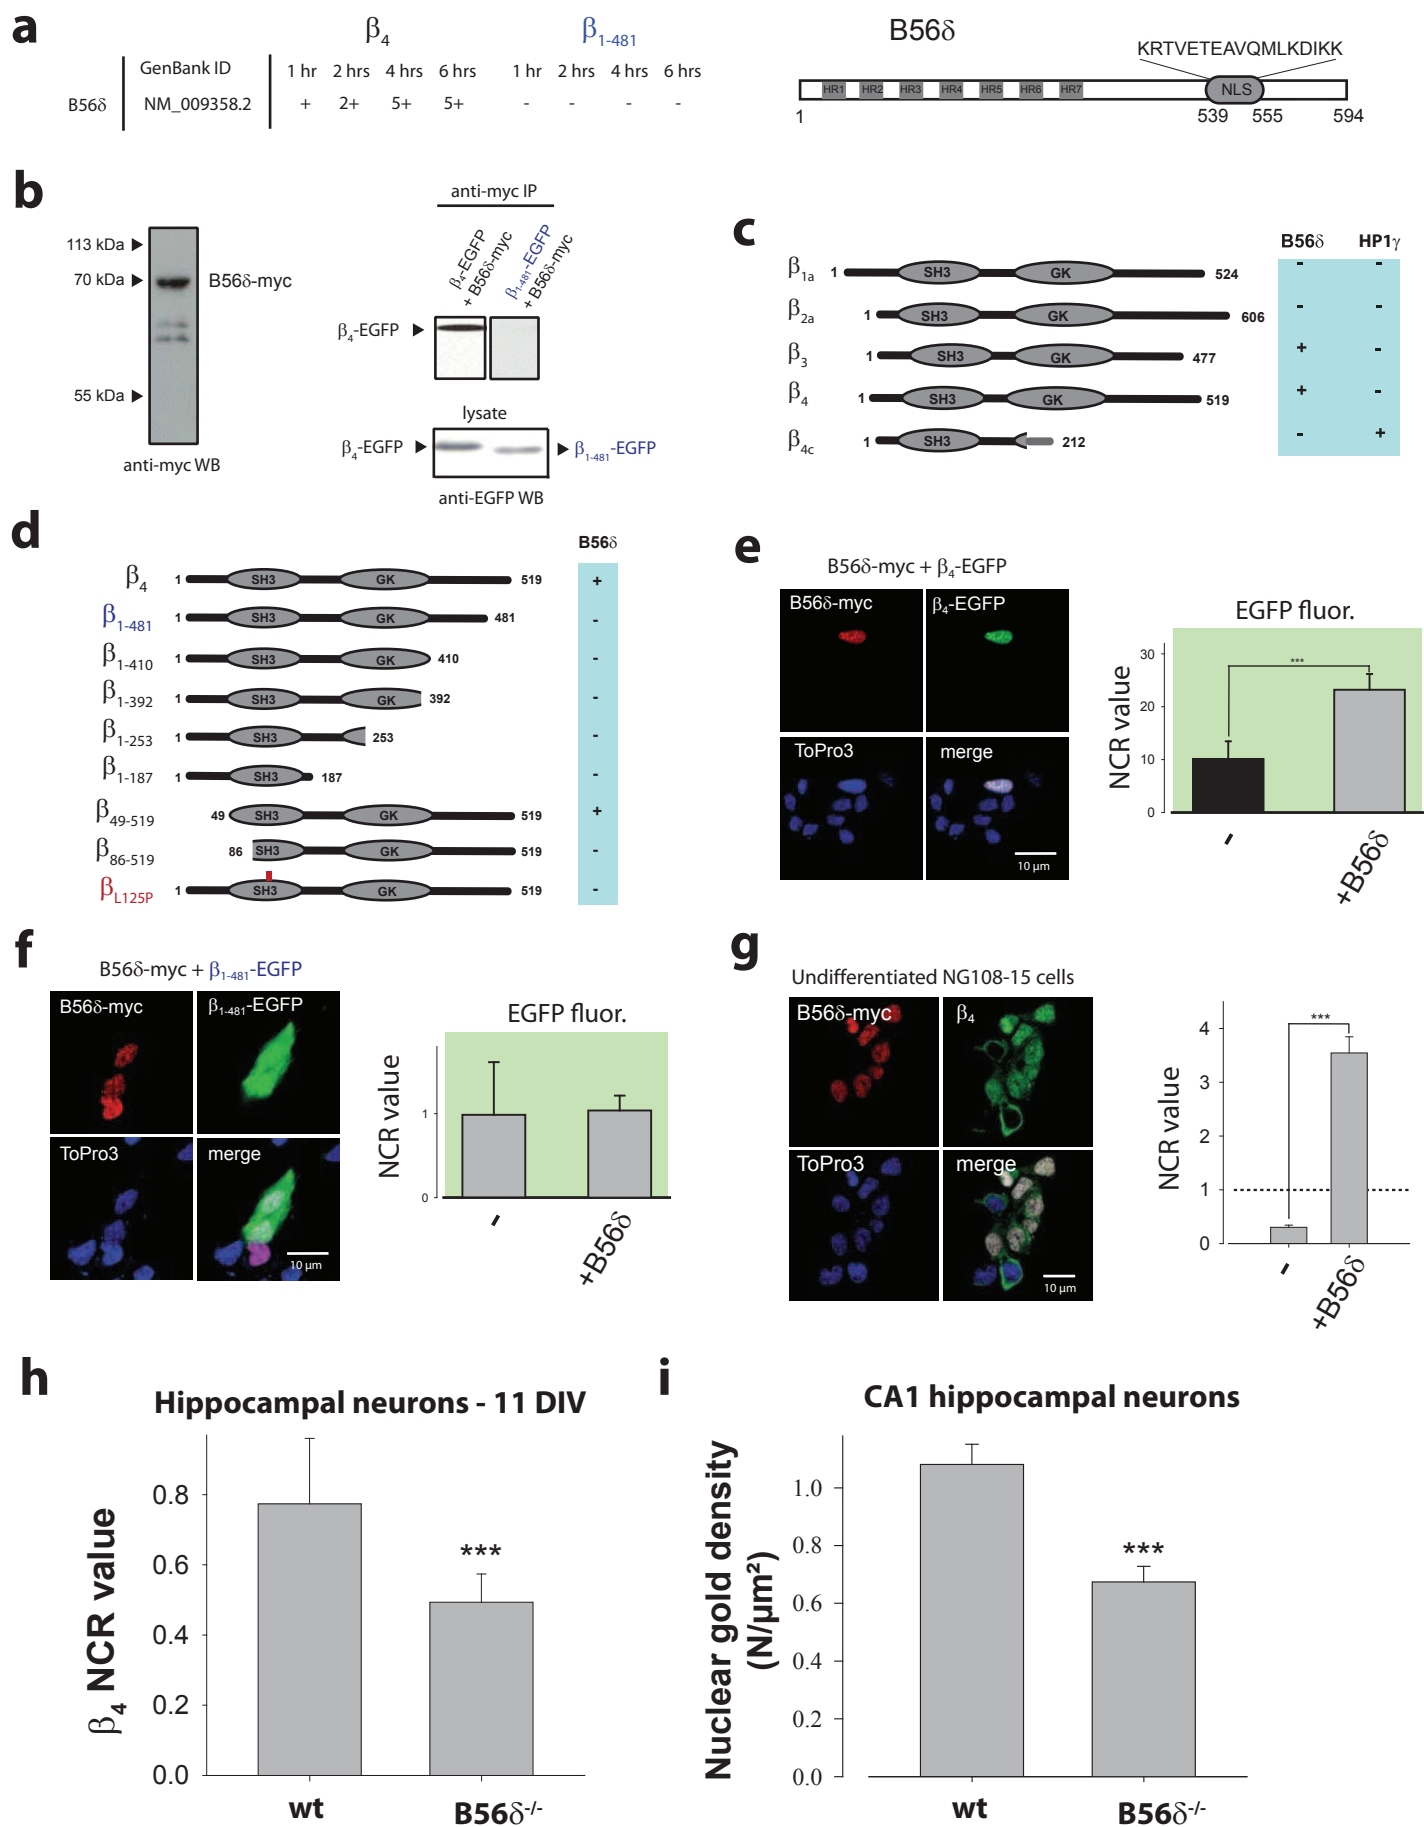 a
β4 β1-481
GenBank ID 1 hr 2 hrs 4 hrs 6 hrs 1 hr 2 hrs 4 hrs 6 hrs
B56δ NM_009358.2 + 2+ 5+ 5+ - - - -
B56δ
KRTVETEAVQMLKDIKK
HR1 HR2 HR3 HR4 HR5 HR6 HR7 NLS
1 539 555 594
b
113 kDa
70 kDa
55 kDa
B56δ-myc
anti-myc WB
anti-myc IP
β4-EGFP + B56δ-myc
β1-481-EGFP + B56δ-myc
β4-EGFP
lysate
β4-EGFP β1-481-EGFP
anti-EGFP WB
c
B56δ HP1γ
β1a 1 SH3 GK 524 - -
β2a 1 SH3 GK 606 - -
β3 1 SH3 GK 477 + -
β4 1 SH3 GK 519 + -
β4c 1 SH3 212 - +
d
B56δ
β4 1 SH3 GK 519 +
β1-481 1 SH3 GK 481 -
β1-410 1 SH3 GK 410 -
β1-392 1 SH3 GK 392 -
β1-253 1 SH3 253 -
β1-187 1 SH3 187 -
β49-519 49 SH3 GK 519 +
β86-519 86 SH3 GK 519 -
βL125P 1 SH3 GK 519 -
e
B56δ-myc + β4-EGFP
B56δ-myc β4-EGFP
ToPro3 merge
10 µm
EGFP fluor.
NCR value
30
20
10
0
***
- +B56δ
f
B56δ-myc + β1-481-EGFP
B56δ-myc β1-481-EGFP
ToPro3 merge
10 µm
EGFP fluor.
NCR value
1
0
- +B56δ
g
Undifferentiated NG108-15 cells
B56δ-myc β4
ToPro3 merge
10 µm
NCR value
4
3
2
1
0
***
- +B56δ
h
Hippocampal neurons - 11 DIV
β4 NCR value
0.8
0.6
0.4
0.2
0.0
***
wt B56δ-/-
i
CA1 hippocampal neurons
Nuclear gold density
(N/µm²)
1.0
0.8
0.6
0.4
0.2
0.0
***
wt B56δ-/-